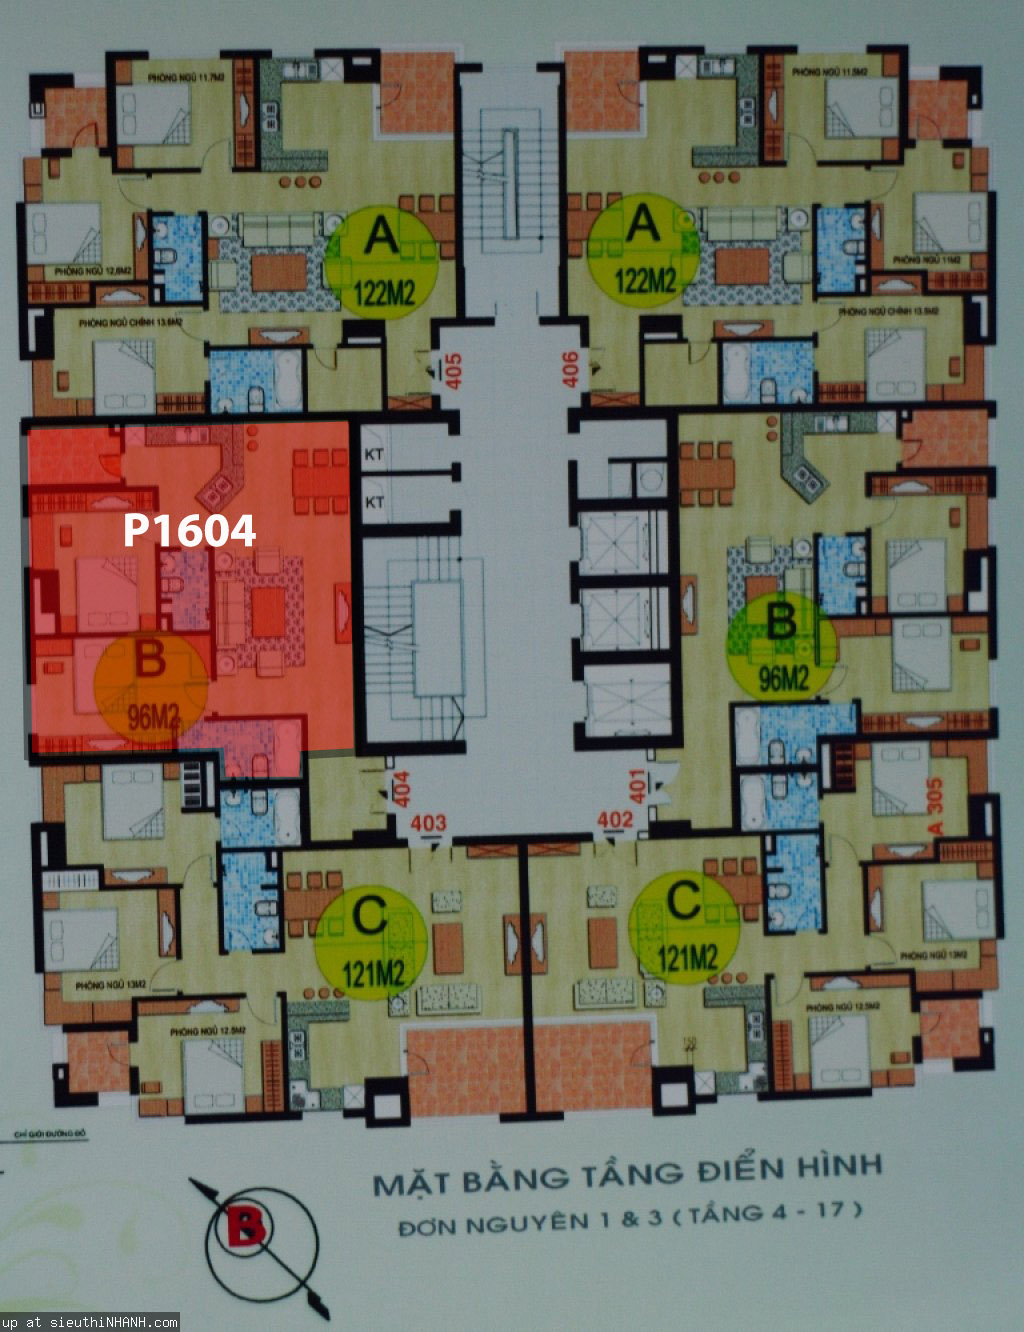 PHÒNG NGỦ 11.7M2
PHÒNG NGỦ 11.5M2
PHÒNG NGỦ 12,6M2
A
122M2
A
122M2
PHÒNG NGỦ 11M2
PHÒNG NGỦ CHÍNH 13.6M2
PHÒNG NGỦ CHÍNH 13.5M2
405
406
KT
KT
P1604
B
96M2
B
96M2
404
401
403
402
A 305
C
121M2
C
121M2
PHÒNG NGỦ 13M2
PHÒNG NGỦ 13M2
PHÒNG NGỦ 12.5M2
PHÒNG NGỦ 12.5M2
150
CHỈ GIỚI ĐƯỜNG ĐỎ
MẶT BẰNG TẦNG ĐIỂN HÌNH
ĐƠN NGUYÊN 1 & 3 ( TẦNG 4 - 17 )
B
up at sieuthiNHANH.com